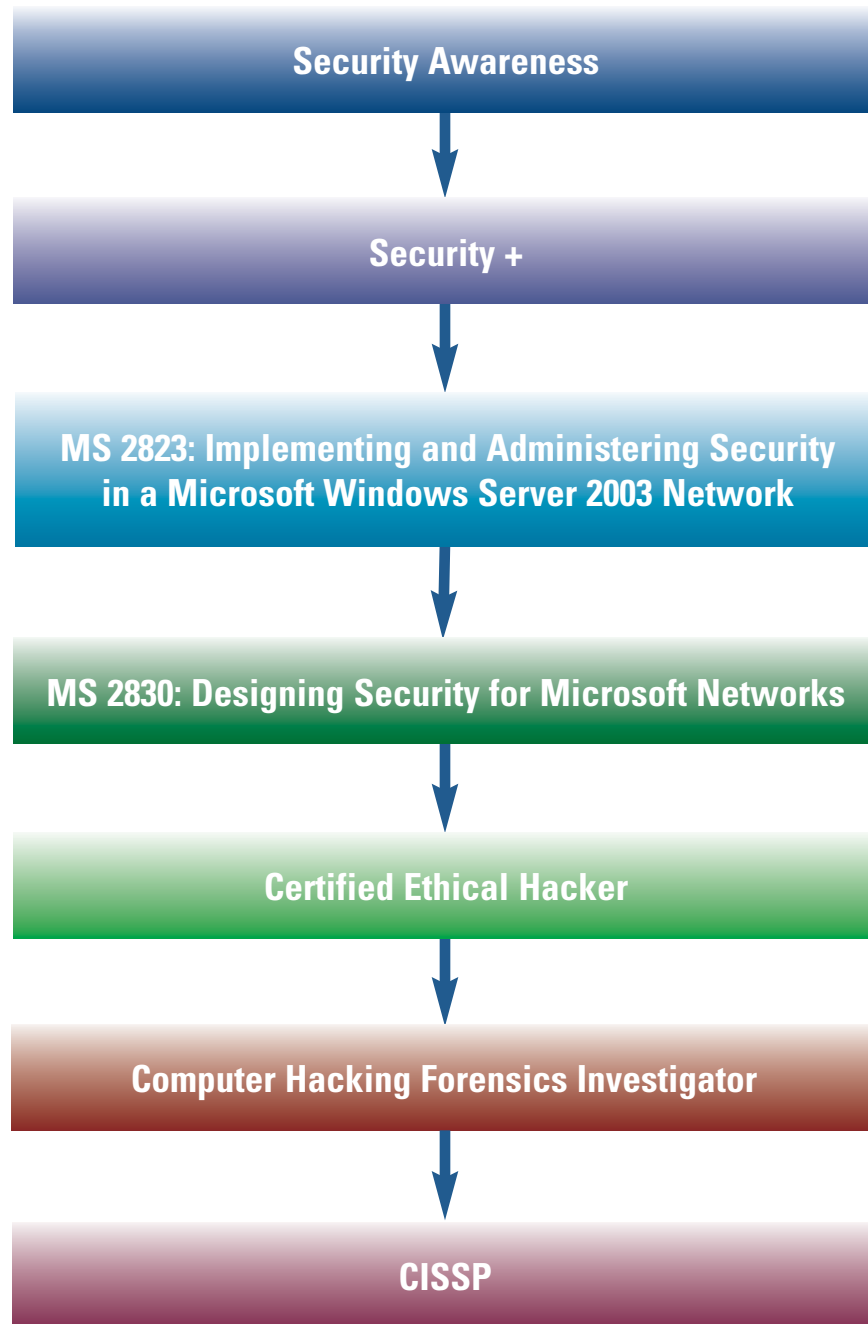 Security Awareness
Security +
MS 2823: Implementing and Administering Security
in a Microsoft Windows Server 2003 Network
MS 2830: Designing Security for Microsoft Networks
Certified Ethical Hacker
Computer Hacking Forensics Investigator
CISSP